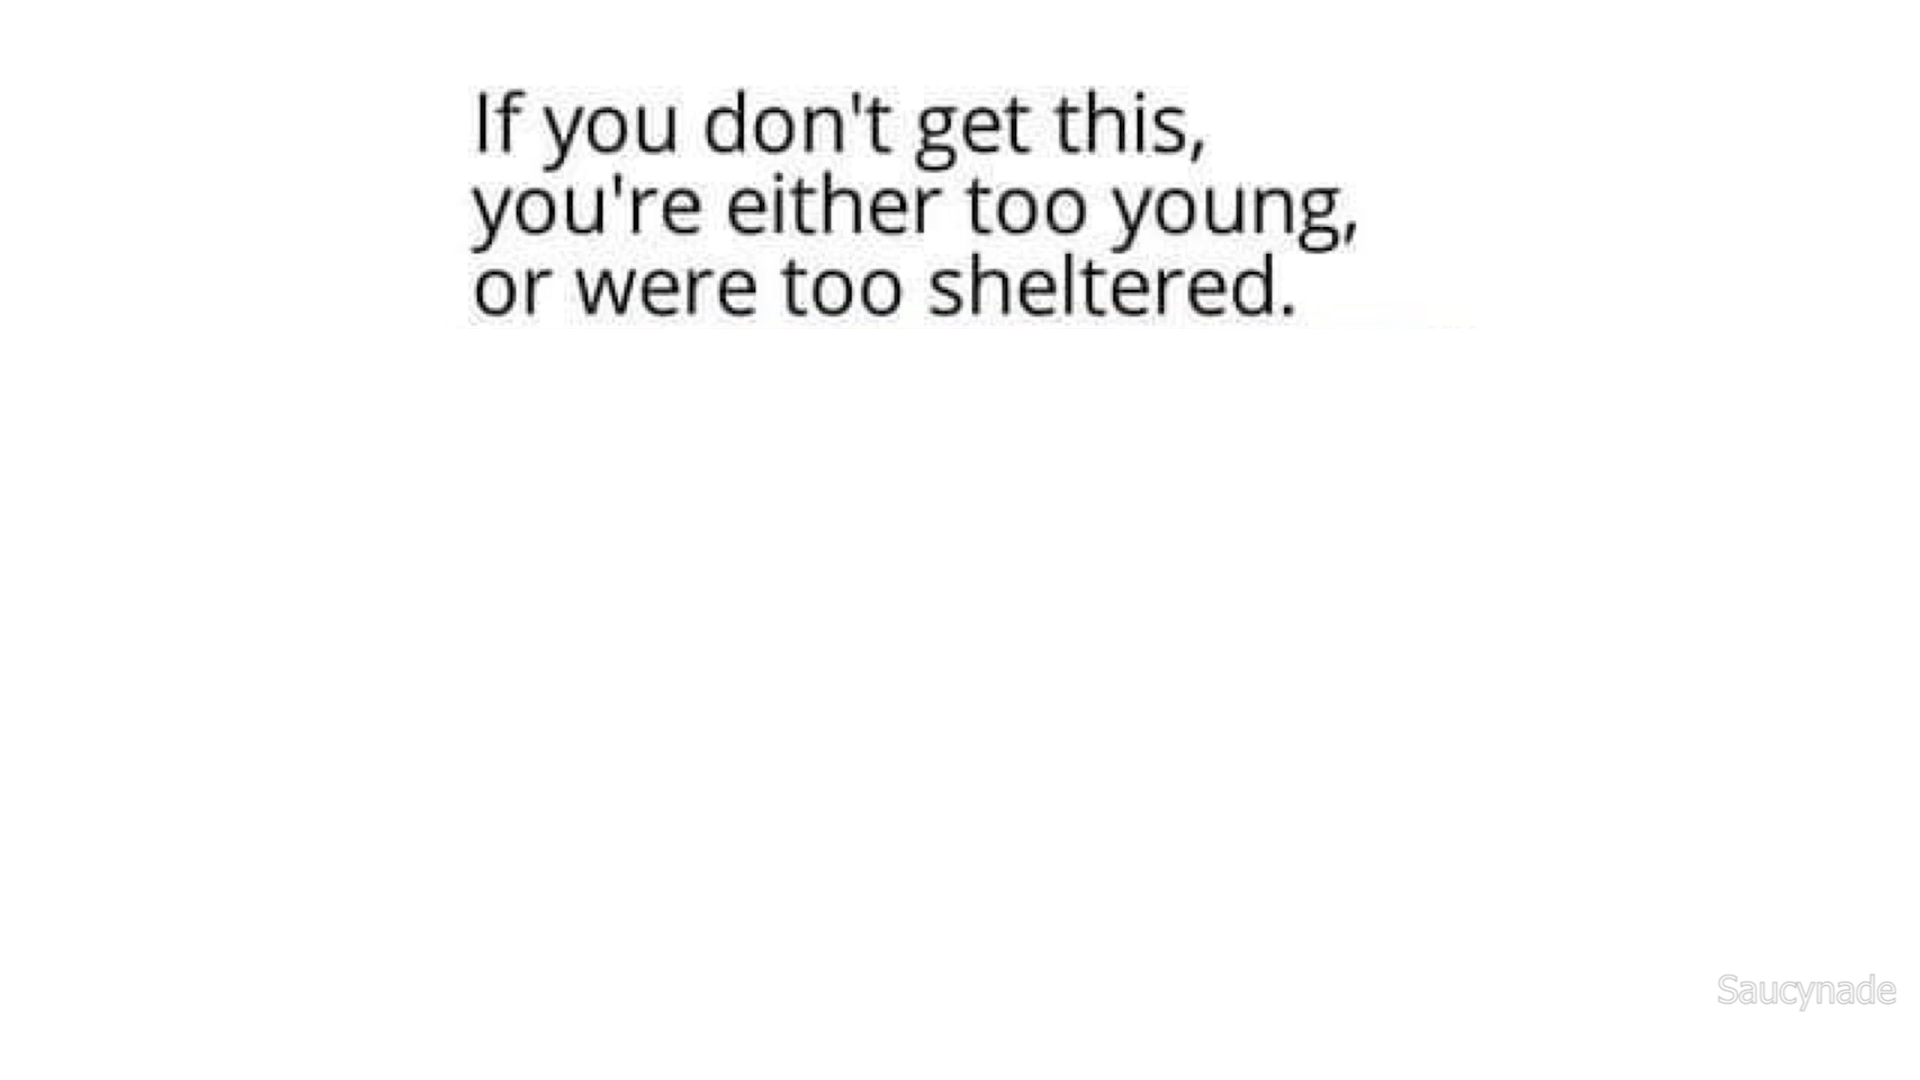 If you don't get this,
you're either too young,
or were too sheltered.
Saucynade